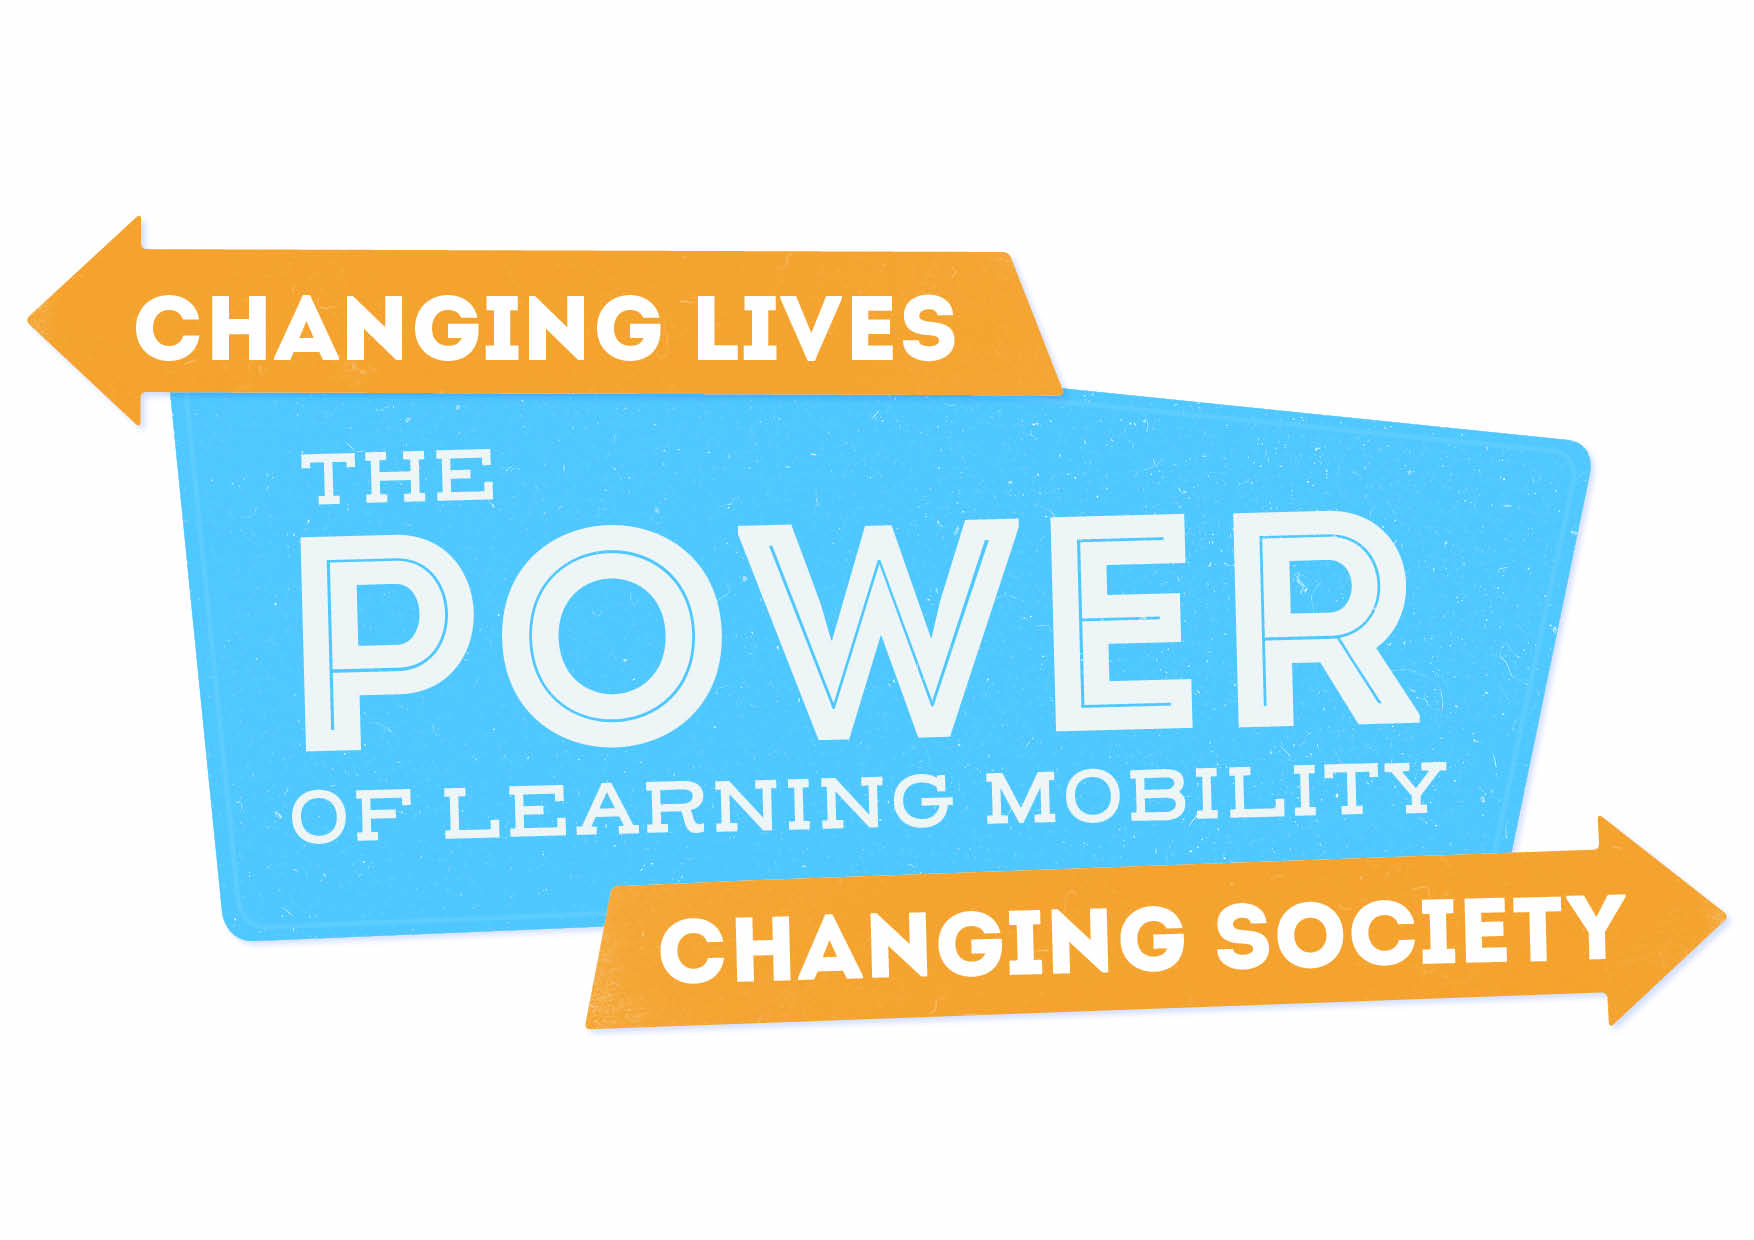 CHANGING LIVES
THE
POWER
OF LEARNING MOBILITY
CHANGING SOCIETY